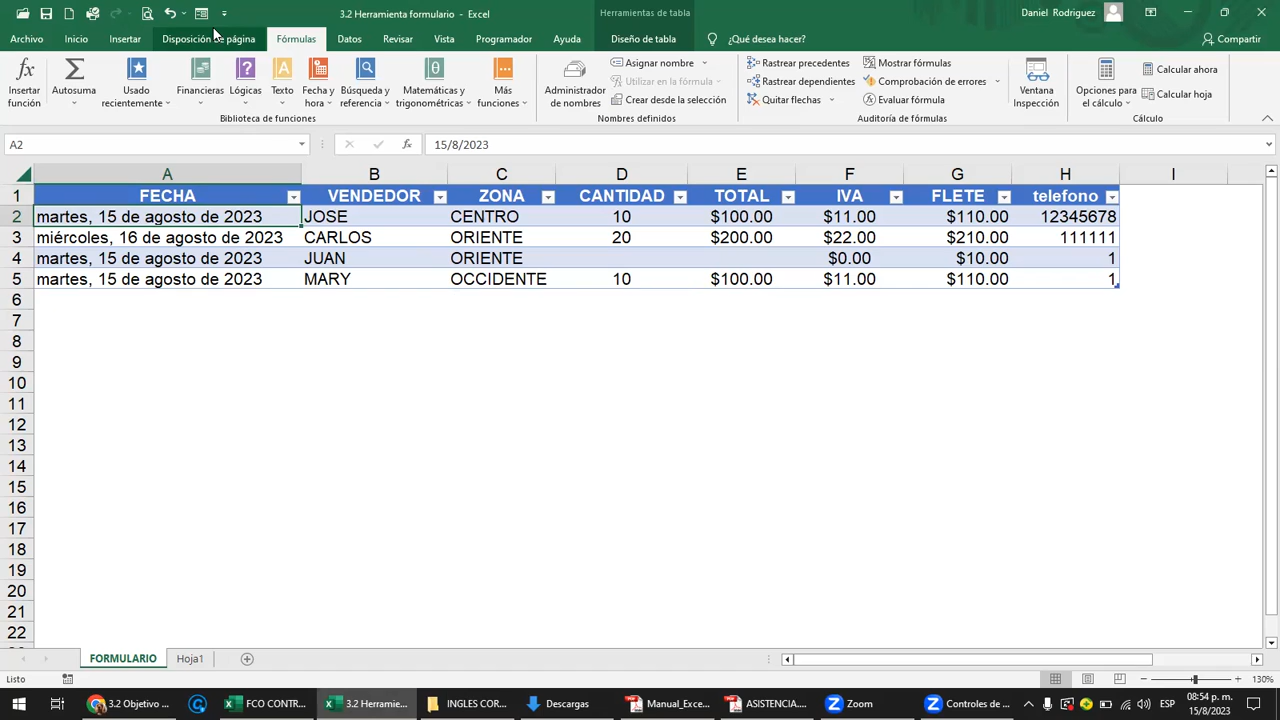 3.2 Herramienta formulario - Excel
Herramientas de tabla
Daniel Rodriguez
Archivo Inicio Insertar Disposición de página Fórmulas Datos Revisar Vista Programador Ayuda Diseño de tabla ¿Qué desea hacer? Compartir
Insertar función
Autosuma
Usado recientemente
Financieras
Lógicas
Texto
Fecha y hora
Búsqueda y referencia
Matemáticas y trigonométricas
Más funciones
Biblioteca de funciones
Administrador de nombres
Asignar nombre
Utilizar en la fórmula
Crear desde la selección
Nombres definidos
Rastrear precedentes
Rastrear dependientes
Quitar flechas
Mostrar fórmulas
Comprobación de errores
Evaluar fórmula
Auditoría de fórmulas
Ventana Inspección
Opciones para el cálculo
Calcular ahora
Calcular hoja
Cálculo
A2 fx 15/8/2023
A B C D E F G H I
1 FECHA VENDEDOR ZONA CANTIDAD TOTAL IVA FLETE telefono
2 martes, 15 de agosto de 2023 JOSE CENTRO 10 $100.00 $11.00 $110.00 12345678
3 miércoles, 16 de agosto de 2023 CARLOS ORIENTE 20 $200.00 $22.00 $210.00 111111
4 martes, 15 de agosto de 2023 JUAN ORIENTE $0.00 $10.00 1
5 martes, 15 de agosto de 2023 MARY OCCIDENTE 10 $100.00 $11.00 $110.00 1
6
7
8
9
10
11
12
13
14
15
16
17
18
19
20
21
22
FORMULARIO Hoja1
Listo 130%
3.2 Objetivo ... FCO CONTR... 3.2 Herramie... INGLES COR... Descargas Manual_Exce... ASISTENCIA.... Zoom Controles de ... ESP 08:54 p. m.
15/8/2023